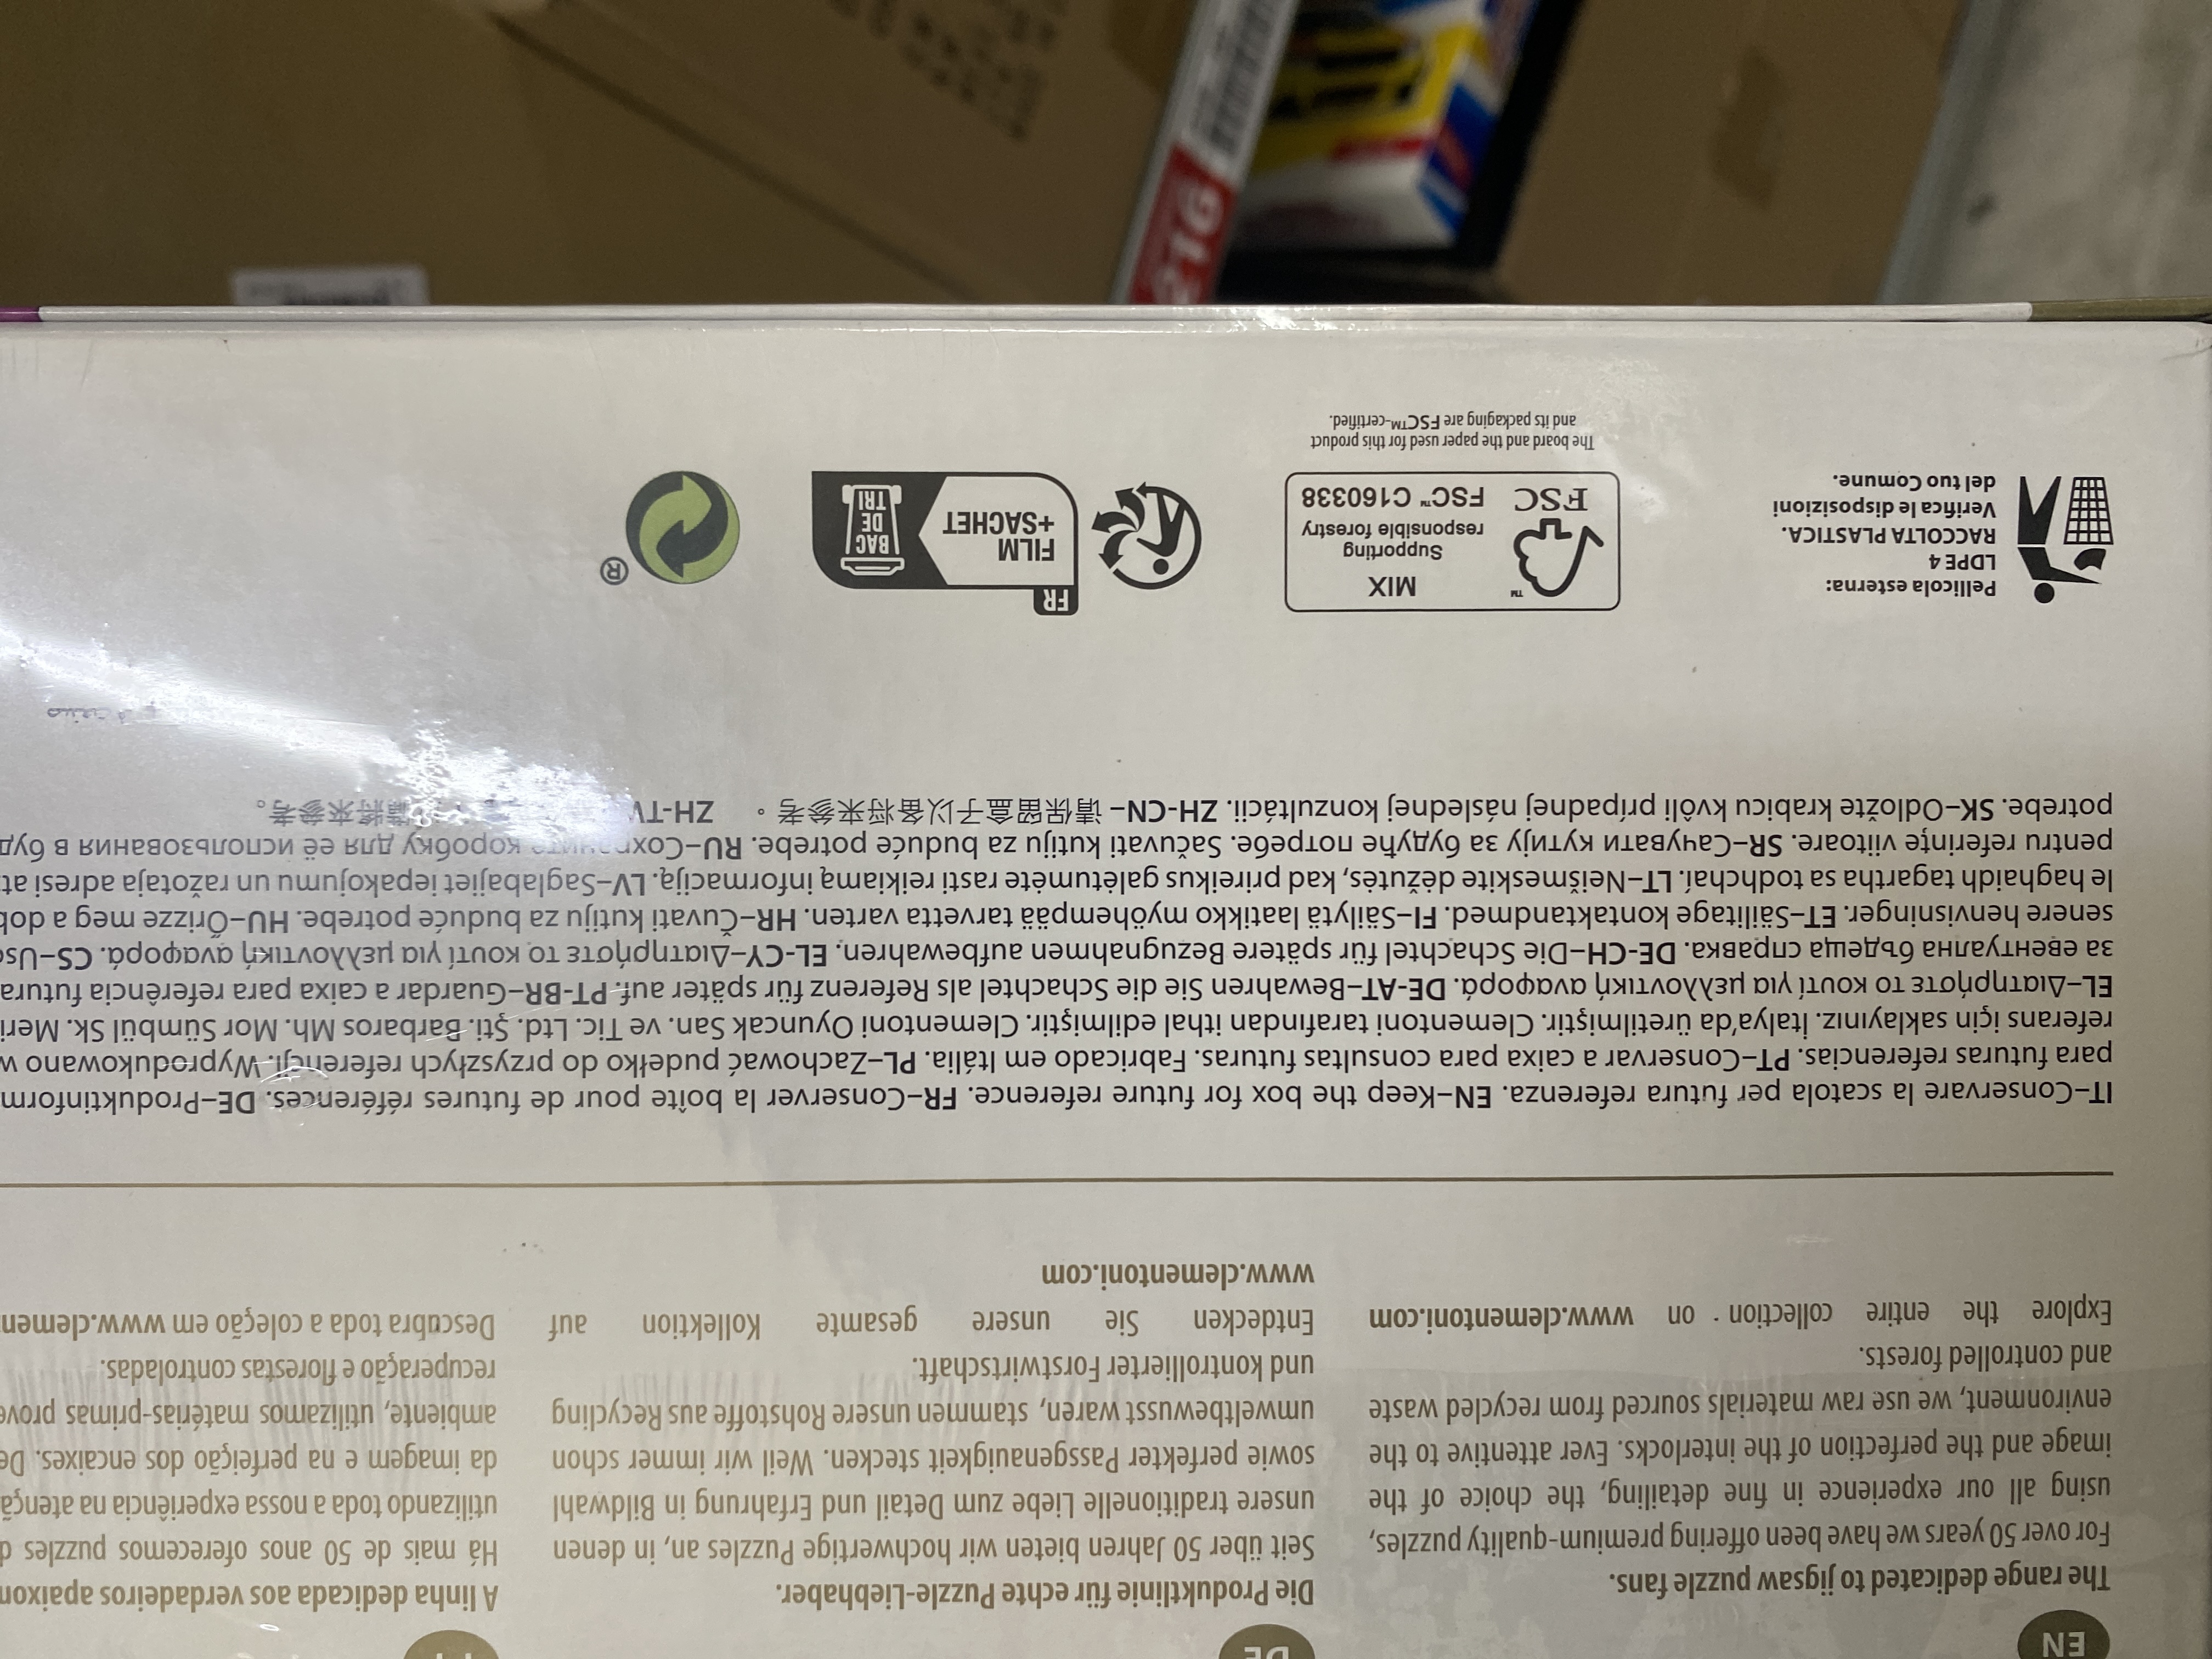 EN
The range dedicated to jigsaw puzzle fans.
For over 50 years we have been offering premium-quality puzzles,
using all our experience in fine detailing, the choice of the
image and the perfection of the interlocks. Ever attentive to the
environment, we use raw materials sourced from recycled waste
and controlled forests.
Explore the entire collection on www.clementoni.com
DE
Die Produktlinie für echte Puzzle-Liebhaber.
Seit über 50 Jahren bieten wir hochwertige Puzzles an, in denen
unsere traditionelle Liebe zum Detail und Erfahrung in Bildwahl
sowie perfekter Passgenauigkeit stecken. Weil wir immer schon
umweltbewusst waren, stammen unsere Rohstoffe aus Recycling
und kontrollierter Forstwirtschaft.
Entdecken Sie unsere gesamte Kollektion auf
www.clementoni.com
A linha dedicada aos verdadeiros apaixon
Há mais de 50 anos oferecemos puzzles d
utilizando toda a nossa experiência na atençã
da imagem e na perfeição dos encaixes. De
ambiente, utilizamos matérias-primas prove
recuperação e florestas controladas.
Descubra toda a coleção em www.clemen
IT–Conservare la scatola per futura referenza. EN–Keep the box for future reference. FR–Conserver la boîte pour de futures références. DE–Produktinform
para futuras referencias. PT–Conservar a caixa para consultas futuras. Fabricado em Itália. PL–Zachować pudełko do przyszłych referencji. Wyprodukowano w
referans için saklayınız. İtalya'da üretilmiştir. Clementoni tarafından ithal edilmiştir. Clementoni Oyuncak San. ve Tic. Ltd. Şti. Barbaros Mh. Mor Sümbül Sk. Meri
EL–Διατηρήστε το κουτί για μελλοντική αναφορά. DE-AT–Bewahren Sie die Schachtel als Referenz für später auf. PT-BR–Guardar a caixa para referência futura
за евентуална бъдеща справка. DE-CH–Die Schachtel für spätere Bezugnahmen aufbewahren. EL-CY–Διατηρήστε το κουτί για μελλοντική αναφορά. CS–Usc
senere henvisninger. ET–Säilitage kontaktandmed. FI–Säilytä laatikko myöhempää tarvetta varten. HR–Čuvati kutiju za buduće potrebe. HU–Őrizze meg a dob
le haghaidh tagartha sa todhchaí. LT–Neišmeskite dėžutės, kad prireikus galėtumėte rasti reikiamą informaciją. LV–Saglabājiet iepakojumu un ražotāja adresi at
pentru referințe viitoare. SR–Сачувати кутију за будуће потребе. Sačuvati kutiju za buduće potrebe. RU–Сохраните коробку для её использования в буд
potrebe. SK–Odložte krabicu kvôli prípadnej následnej konzultácii. ZH-CN– 请保留盒子以备将来参考。 ZH-TW 將來參考。
Pellicola esterna:
LDPE 4
RACCOLTA PLASTICA.
Verifica le disposizioni
del tuo Comune.
FSC
MIX
Supporting
responsible forestry
FSC™ C160338
The board and the paper used for this product
and its packaging are FSC™-certified.
FR
FILM
+SACHET
BAC
DE
TRI
®
216